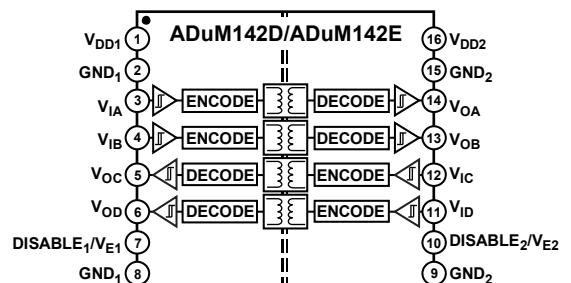 ADuM142D/ADuM142E
VDD1 1 16 VDD2
GND1 2 15 GND2
VIA 3 ENCODE DECODE 14 VOA
VIB 4 ENCODE DECODE 13 VOB
VOC 5 DECODE ENCODE 12 VIC
VOD 6 DECODE ENCODE 11 VID
DISABLE1/VE1 7 10 DISABLE2/VE2
GND1 8 9 GND2